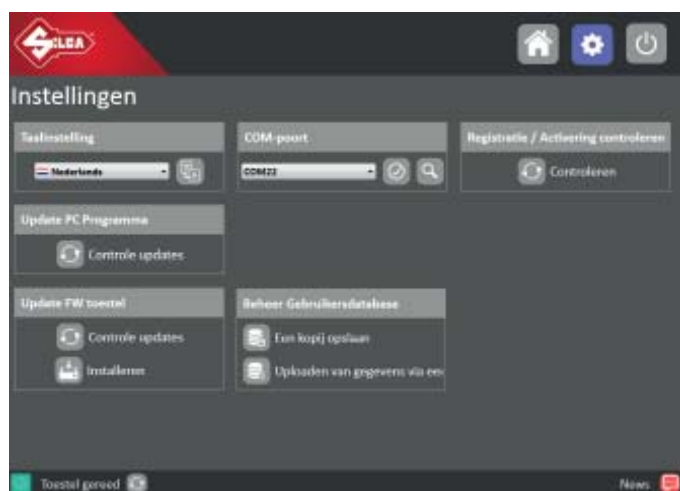 SILCA
Instellingen
Taalinstelling
COM-poort
Registratie / Activering controleren
Nederlands
COM22
Controleren
Update PC Programma
Controle updates
Update FW toestel
Beheer Gebruikersdatabase
Controle updates
Een kopij opslaan
Installeren
Uploaden van gegevens via een
Toestel gereed
News